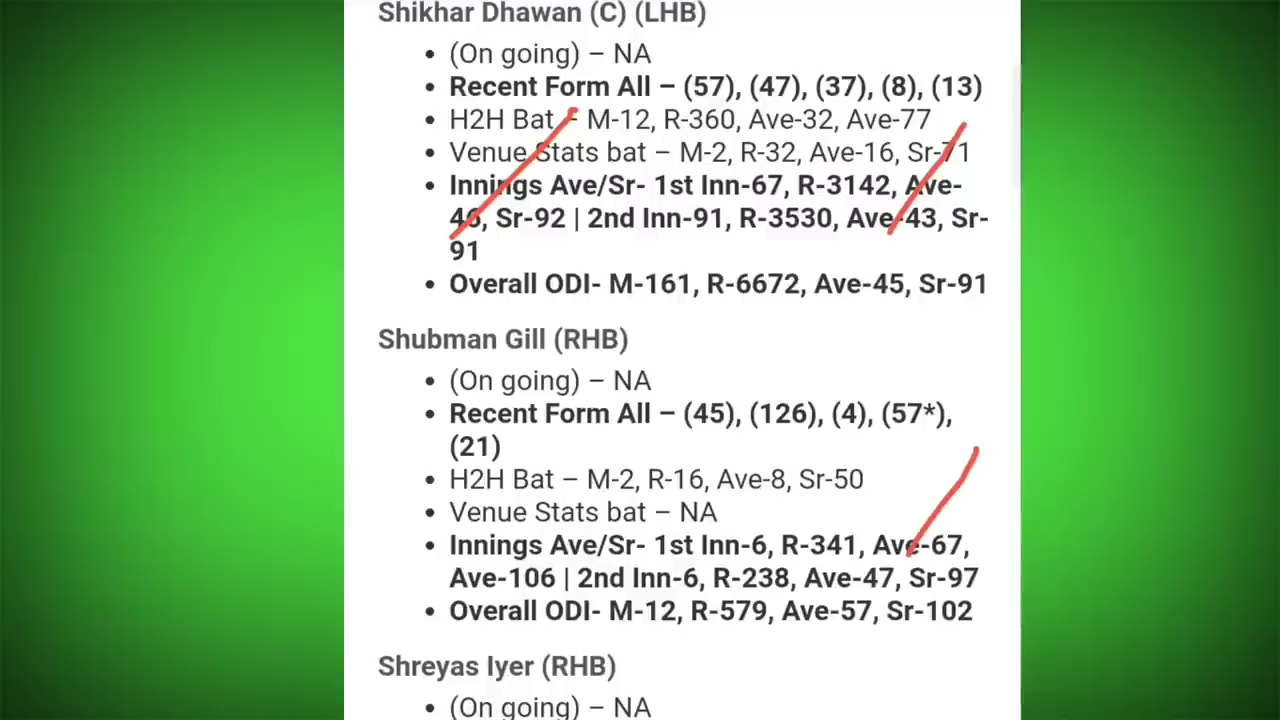 Shikhar Dhawan (C) (LHB)
• (On going) – NA
• Recent Form All – (57), (47), (37), (8), (13)
• H2H Bat – M-12, R-360, Ave-32, Ave-77
• Venue Stats bat – M-2, R-32, Ave-16, Sr-71
• Innings Ave/Sr- 1st Inn-67, R-3142, Ave-
46, Sr-92 | 2nd Inn-91, R-3530, Ave-43, Sr-
91
• Overall ODI- M-161, R-6672, Ave-45, Sr-91
Shubman Gill (RHB)
• (On going) – NA
• Recent Form All – (45), (126), (4), (57*),
(21)
• H2H Bat – M-2, R-16, Ave-8, Sr-50
• Venue Stats bat – NA
• Innings Ave/Sr- 1st Inn-6, R-341, Ave-67,
Ave-106 | 2nd Inn-6, R-238, Ave-47, Sr-97
• Overall ODI- M-12, R-579, Ave-57, Sr-102
Shreyas Iyer (RHB)
• (On going) – NA